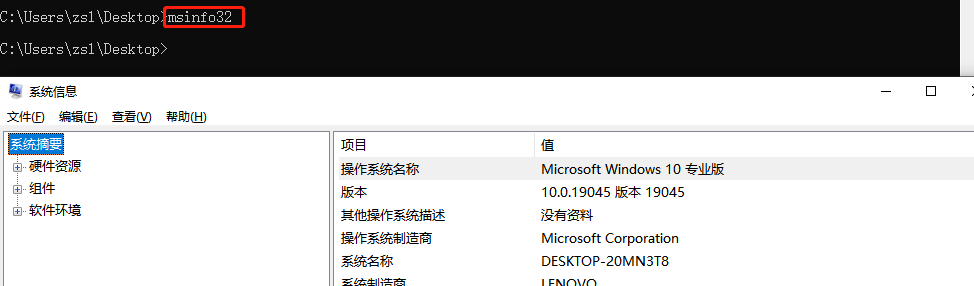 C:\Users\zsl\Desktop>msinfo32
C:\Users\zsl\Desktop>
系统信息
文件(F) 编辑(E) 查看(V) 帮助(H)
系统摘要
硬件资源
组件
软件环境
项目 值
操作系统名称 Microsoft Windows 10 专业版
版本 10.0.19045 版本 19045
其他操作系统描述 没有资料
操作系统制造商 Microsoft Corporation
系统名称 DESKTOP-20MN3T8
系统制造商 LENOVO